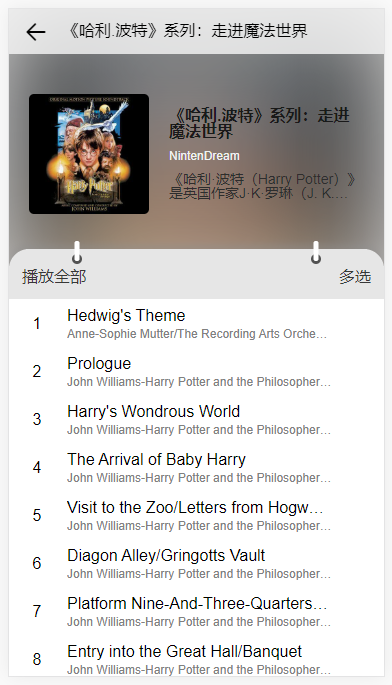 《哈利.波特》系列：走进魔法世界
ORIGINAL MOTION PICTURE SOUNDTRACK
Harry Potter
JOHN WILLIAMS
《哈利.波特》系列：走进
魔法世界
NintenDream
《哈利·波特（Harry Potter）》
是英国作家J·K·罗琳（J. K.…
播放全部
多选
1
Hedwig's Theme
Anne-Sophie Mutter/The Recording Arts Orche…
2
Prologue
John Williams-Harry Potter and the Philosopher…
3
Harry's Wondrous World
John Williams-Harry Potter and the Philosopher…
4
The Arrival of Baby Harry
John Williams-Harry Potter and the Philosopher…
5
Visit to the Zoo/Letters from Hogw…
John Williams-Harry Potter and the Philosopher…
6
Diagon Alley/Gringotts Vault
John Williams-Harry Potter and the Philosopher…
7
Platform Nine-And-Three-Quarters…
John Williams-Harry Potter and the Philosopher…
8
Entry into the Great Hall/Banquet
John Williams-Harry Potter and the Philosopher…